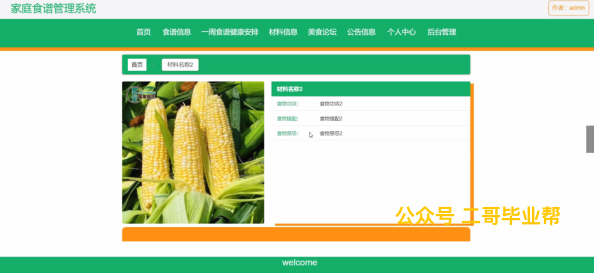 家庭食谱管理系统
作者：admin
首页 食谱信息 一周食谱健康安排 材料信息 美食论坛 公告信息 个人中心 后台管理
首页 材料名称2
材料名称2
食物功效: 食物功效2
食物搭配: 食物搭配2
食物禁忌: 食物禁忌2
公众号 二哥毕业帮
welcome